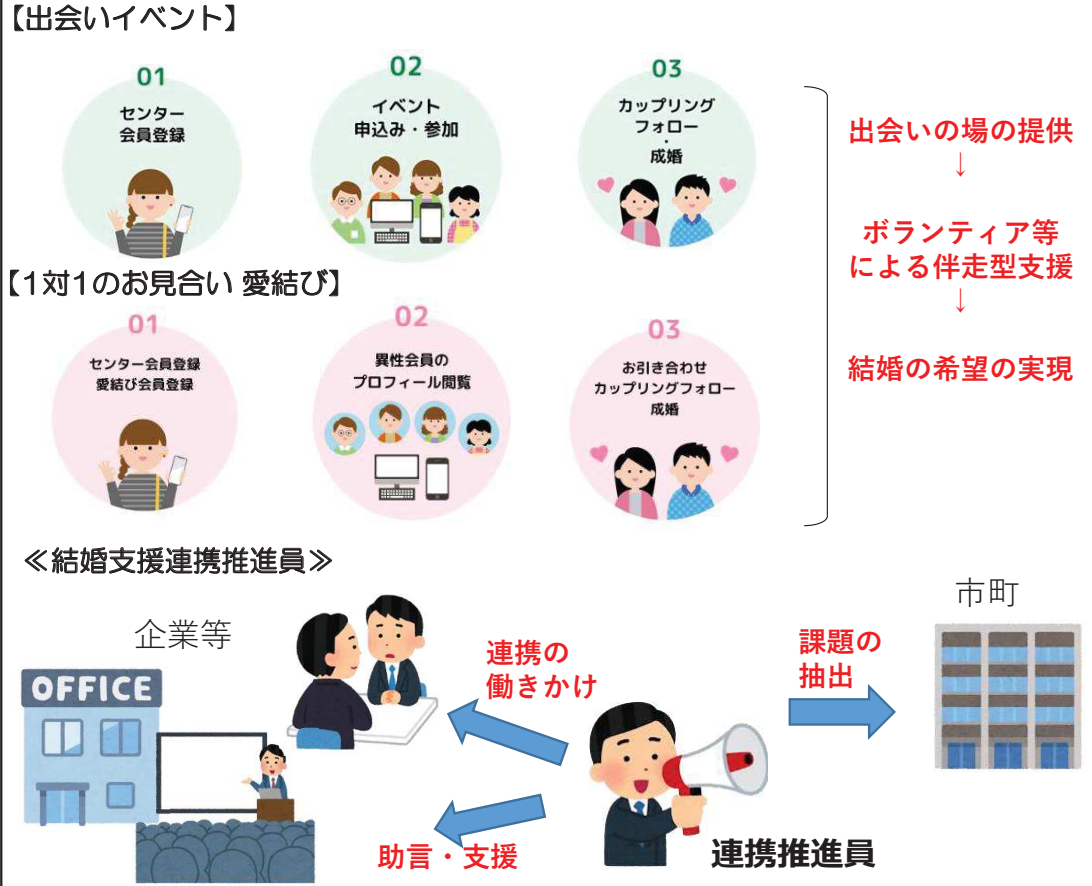 【出会いイベント】
01
センター
会員登録
02
イベント
申込み・参加
03
カップリング
フォロー
・
成婚
【1対1のお見合い 愛結び】
01
センター会員登録
愛結び会員登録
02
異性会員の
プロフィール閲覧
03
お引き合わせ
カップリングフォロー
成婚
出会いの場の提供
↓
ボランティア等
による伴走型支援
↓
結婚の希望の実現
≪結婚支援連携推進員≫
企業等
OFFICE
連携の
働きかけ
助言・支援
連携推進員
課題の
抽出
市町